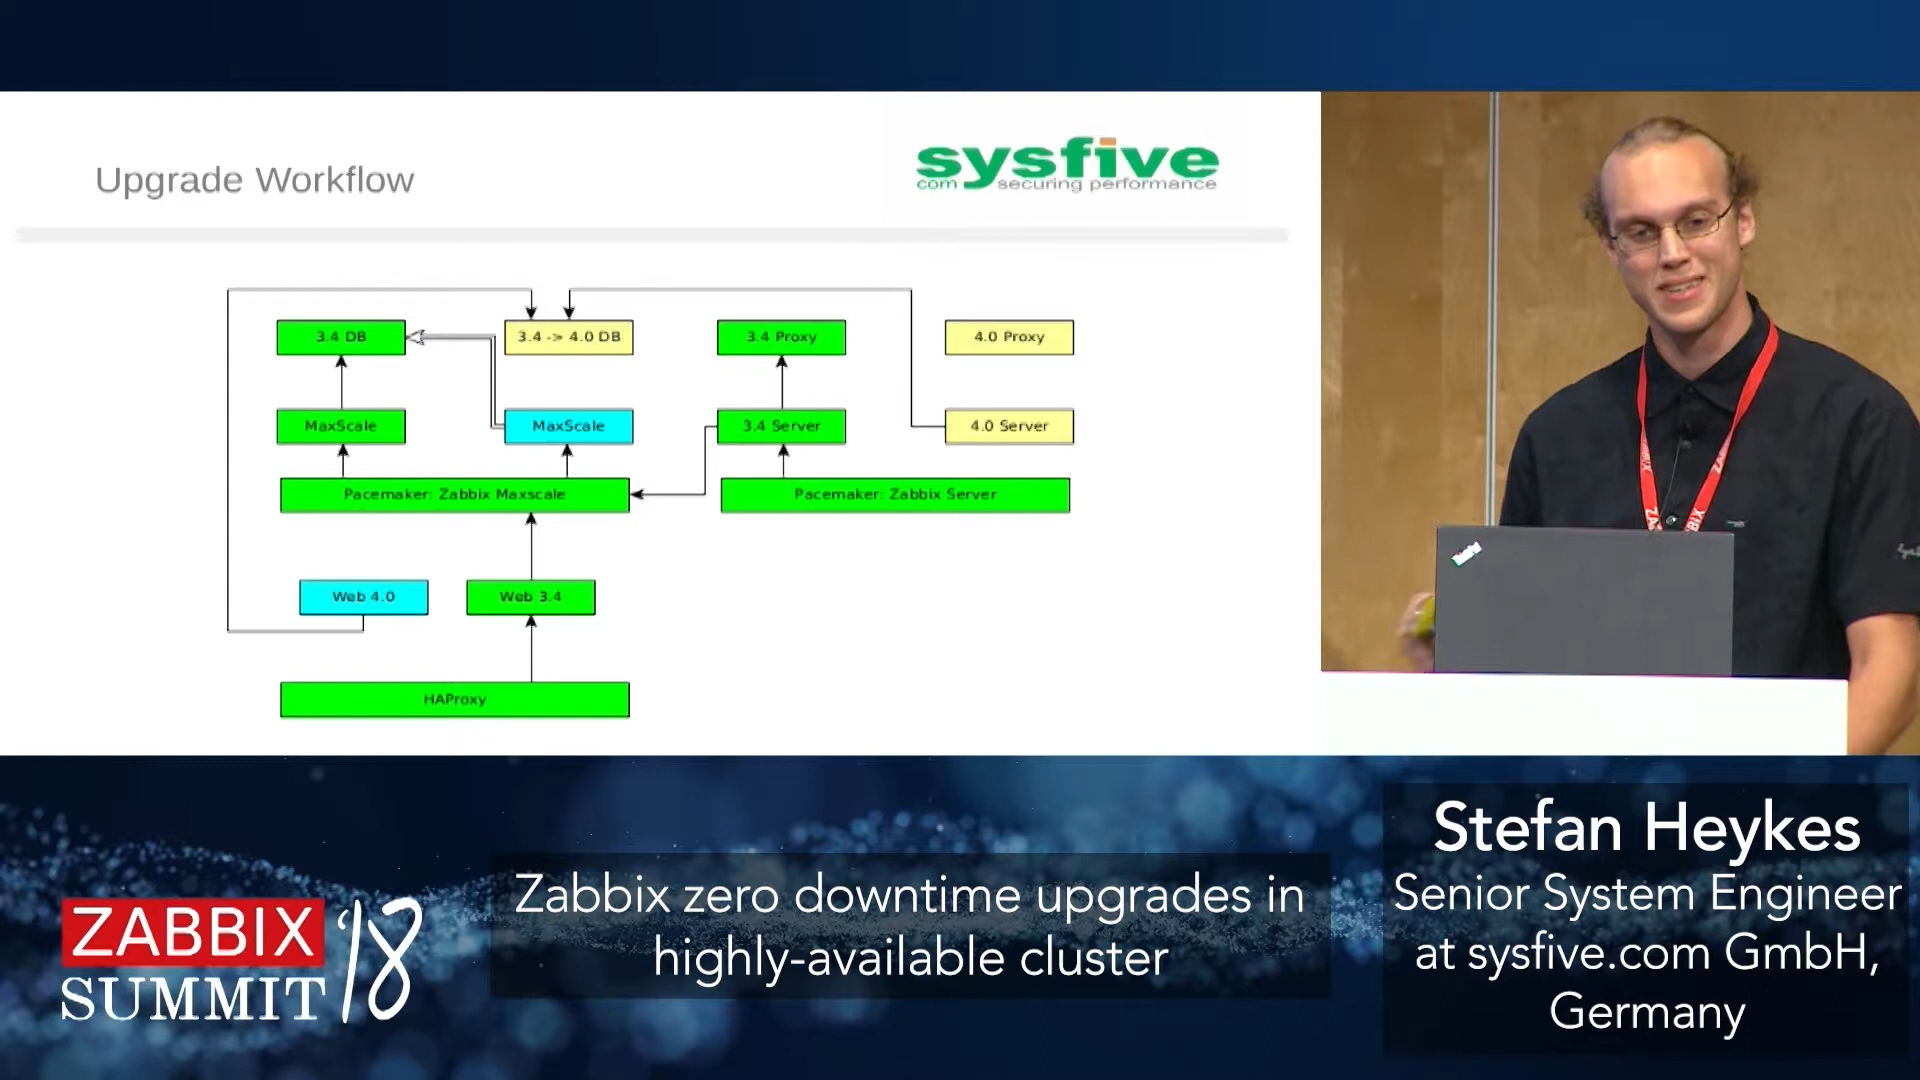 Upgrade Workflow
sysfive
com securing performance
3.4 DB
3.4 -> 4.0 DB
3.4 Proxy
4.0 Proxy
MaxScale
MaxScale
3.4 Server
4.0 Server
Pacemaker: Zabbix Maxscale
Pacemaker: Zabbix Server
Web 4.0
Web 3.4
HAProxy
ZABBIX
SUMMIT '18
Zabbix zero downtime upgrades in
highly-available cluster
Stefan Heykes
Senior System Engineer
at sysfive.com GmbH,
Germany